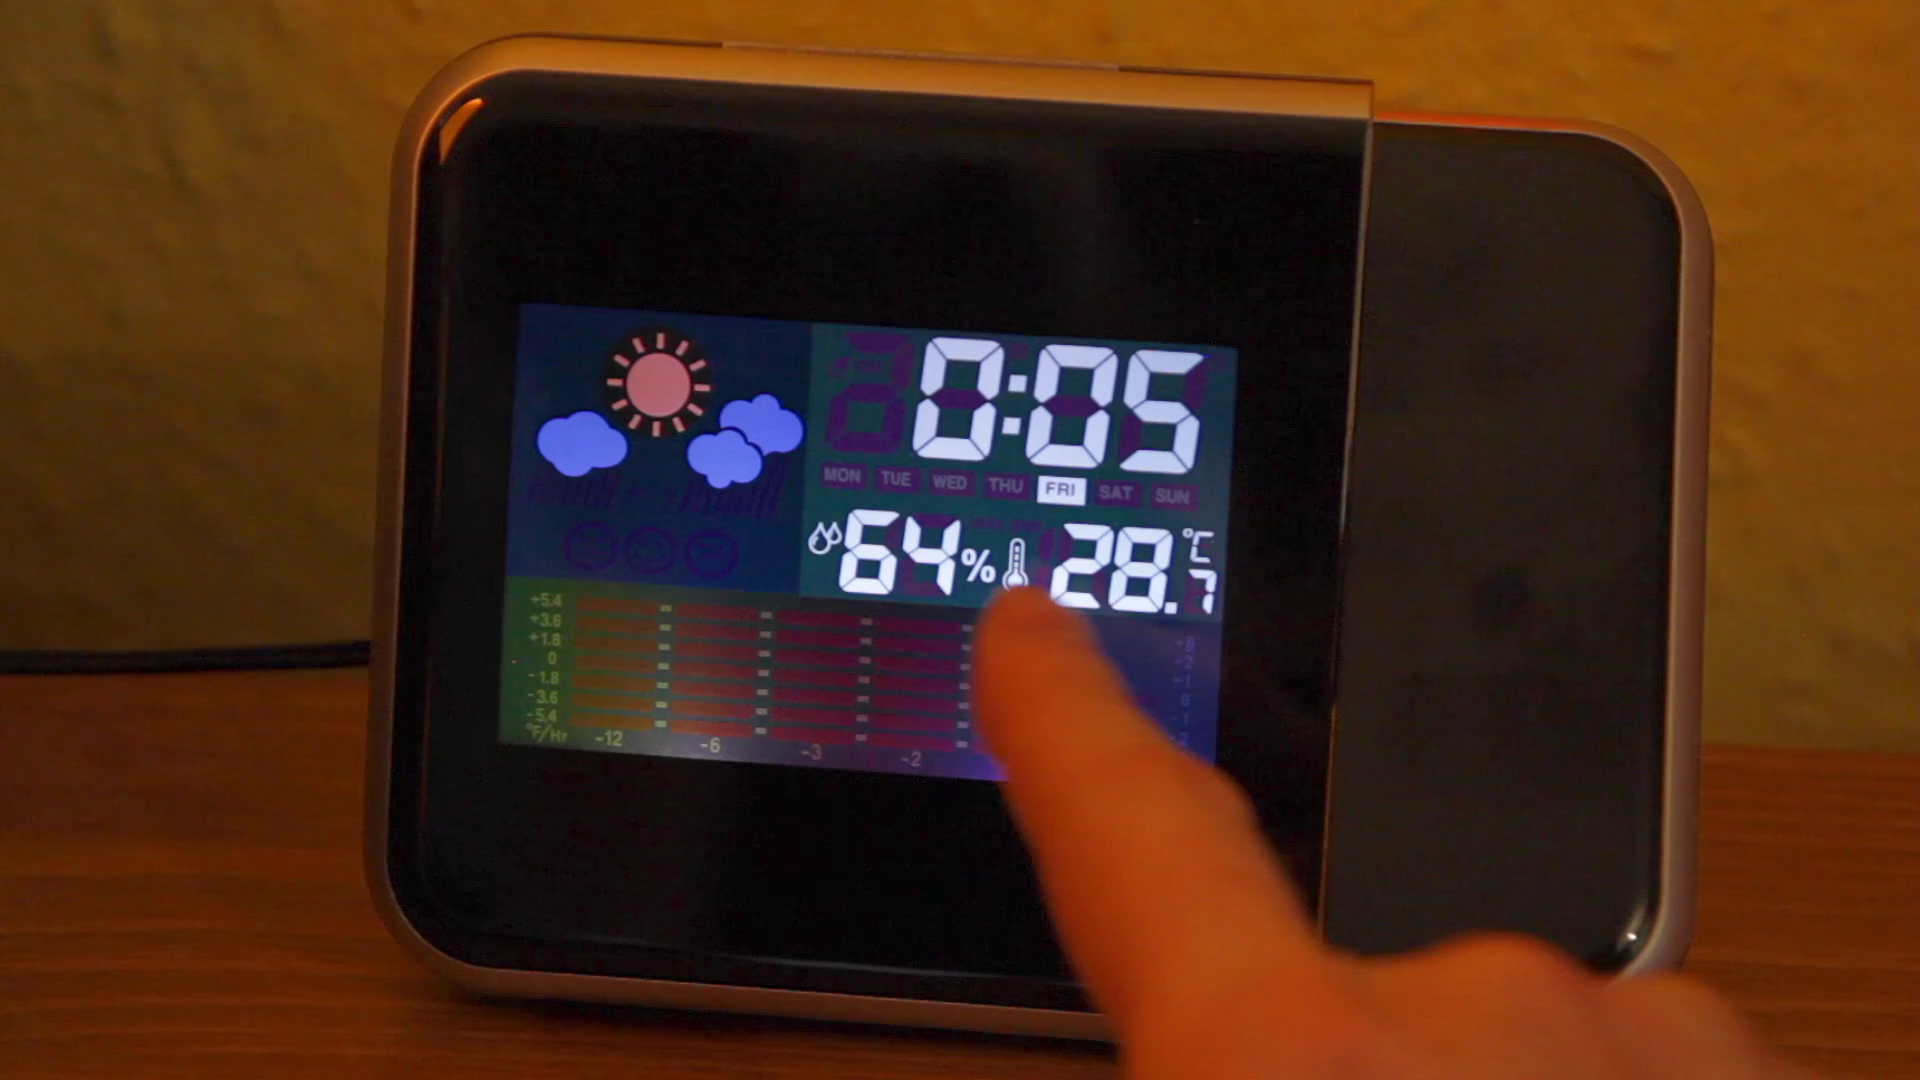 0:05
MON TUE WED THU FRI SAT SUN
64% 28.7 °C
+5.4
+3.6
+1.8
0
-1.8
-3.6
-5.4
°F/Hr -12 -6 -3 -2